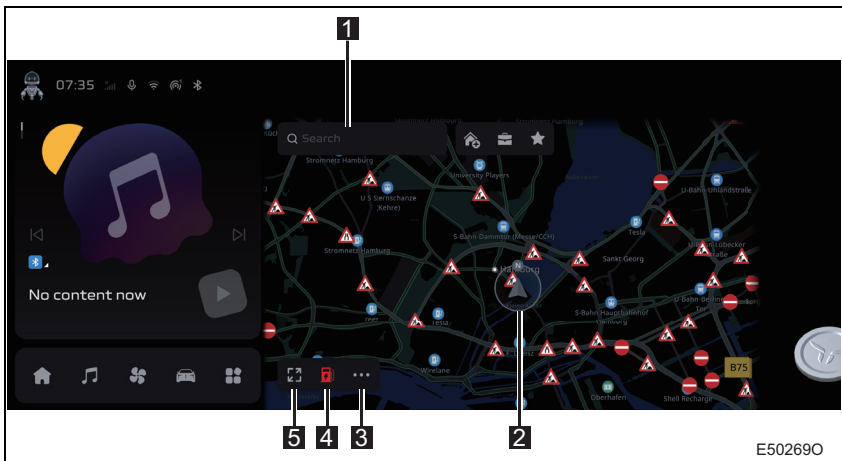 1
07:35
Search
Stromnetz Hamburg
University Players
U S Sternschanze
(Kehre)
U-Bahn Uhlandstraße
Tesla
S-Bahn Dammtor (Messe/CCH)
Stromnetz Hamburg
Sankt Georg
N
Hamburg
No content now
Tesla
S-Bahn Hauptbahnhof
Hamburg
B75
Wirelane
Oberhafen
Shell Recharge
5
4
3
2
E50269O